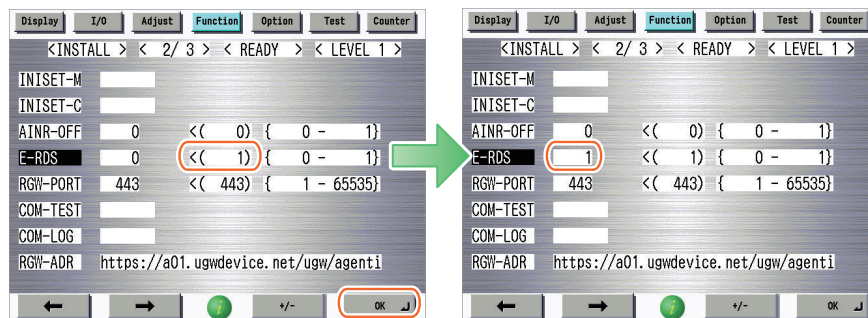 Display I/O Adjust Function Option Test Counter
<INSTALL > < 2/ 3 > < READY > < LEVEL 1 >
INISET-M
INISET-C
AINR-OFF 0 <( 0) { 0 - 1}
E-RDS 0 <( 1) { 0 - 1}
RGW-PORT 443 <( 443) { 1 - 65535}
COM-TEST
COM-LOG
RGW-ADR https://a01.ugwdevice.net/ugw/agenti
+/- OK
Display I/O Adjust Function Option Test Counter
<INSTALL > < 2/ 3 > < READY > < LEVEL 1 >
INISET-M
INISET-C
AINR-OFF 0 <( 0) { 0 - 1}
E-RDS 1 <( 1) { 0 - 1}
RGW-PORT 443 <( 443) { 1 - 65535}
COM-TEST
COM-LOG
RGW-ADR https://a01.ugwdevice.net/ugw/agenti
+/- OK